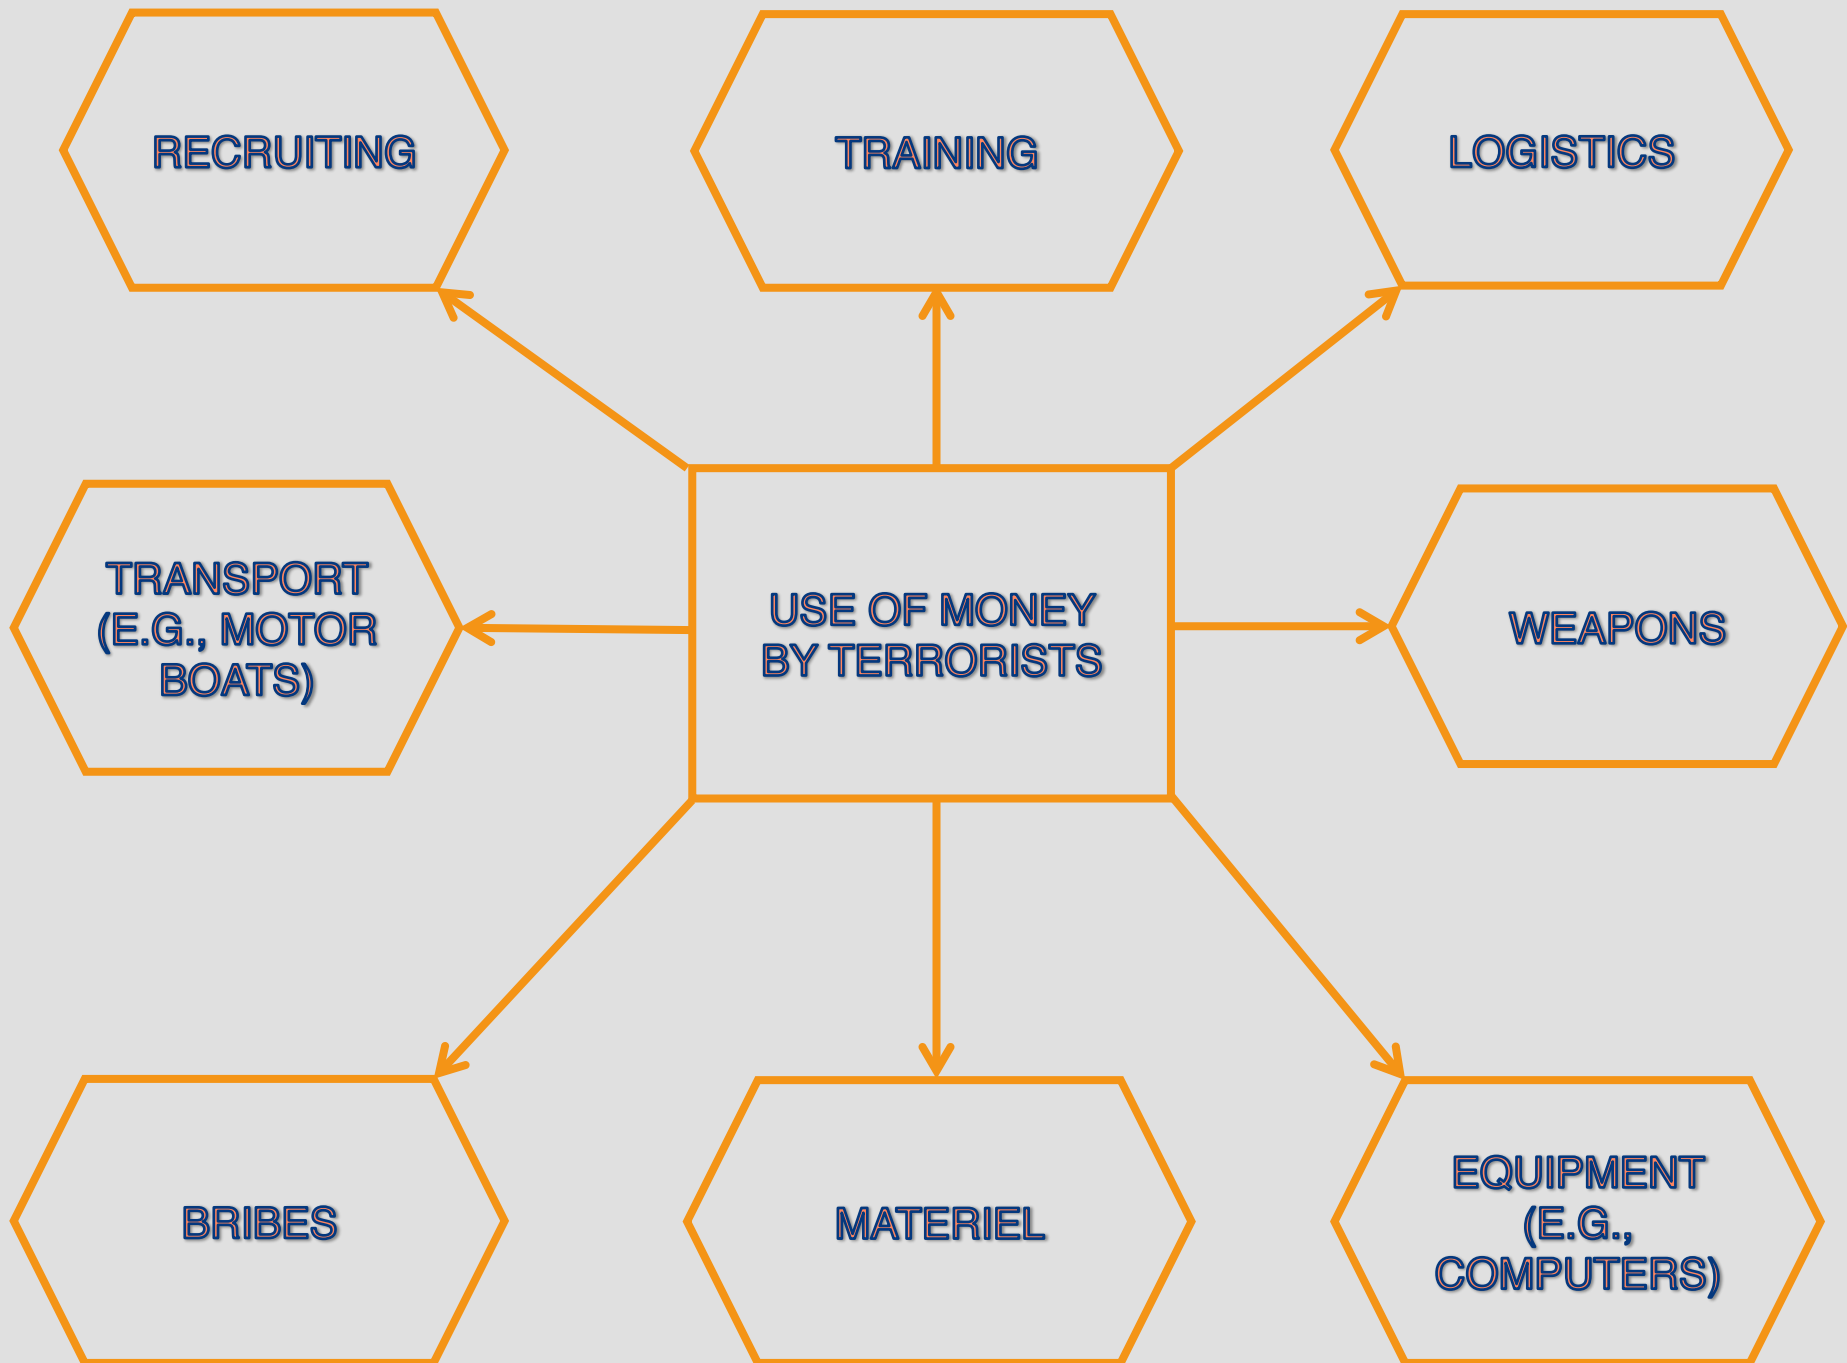 RECRUITING
TRAINING
LOGISTICS
TRANSPORT
(E.G., MOTOR
BOATS)
USE OF MONEY
BY TERRORISTS
WEAPONS
BRIBES
MATERIEL
EQUIPMENT
(E.G.,
COMPUTERS)